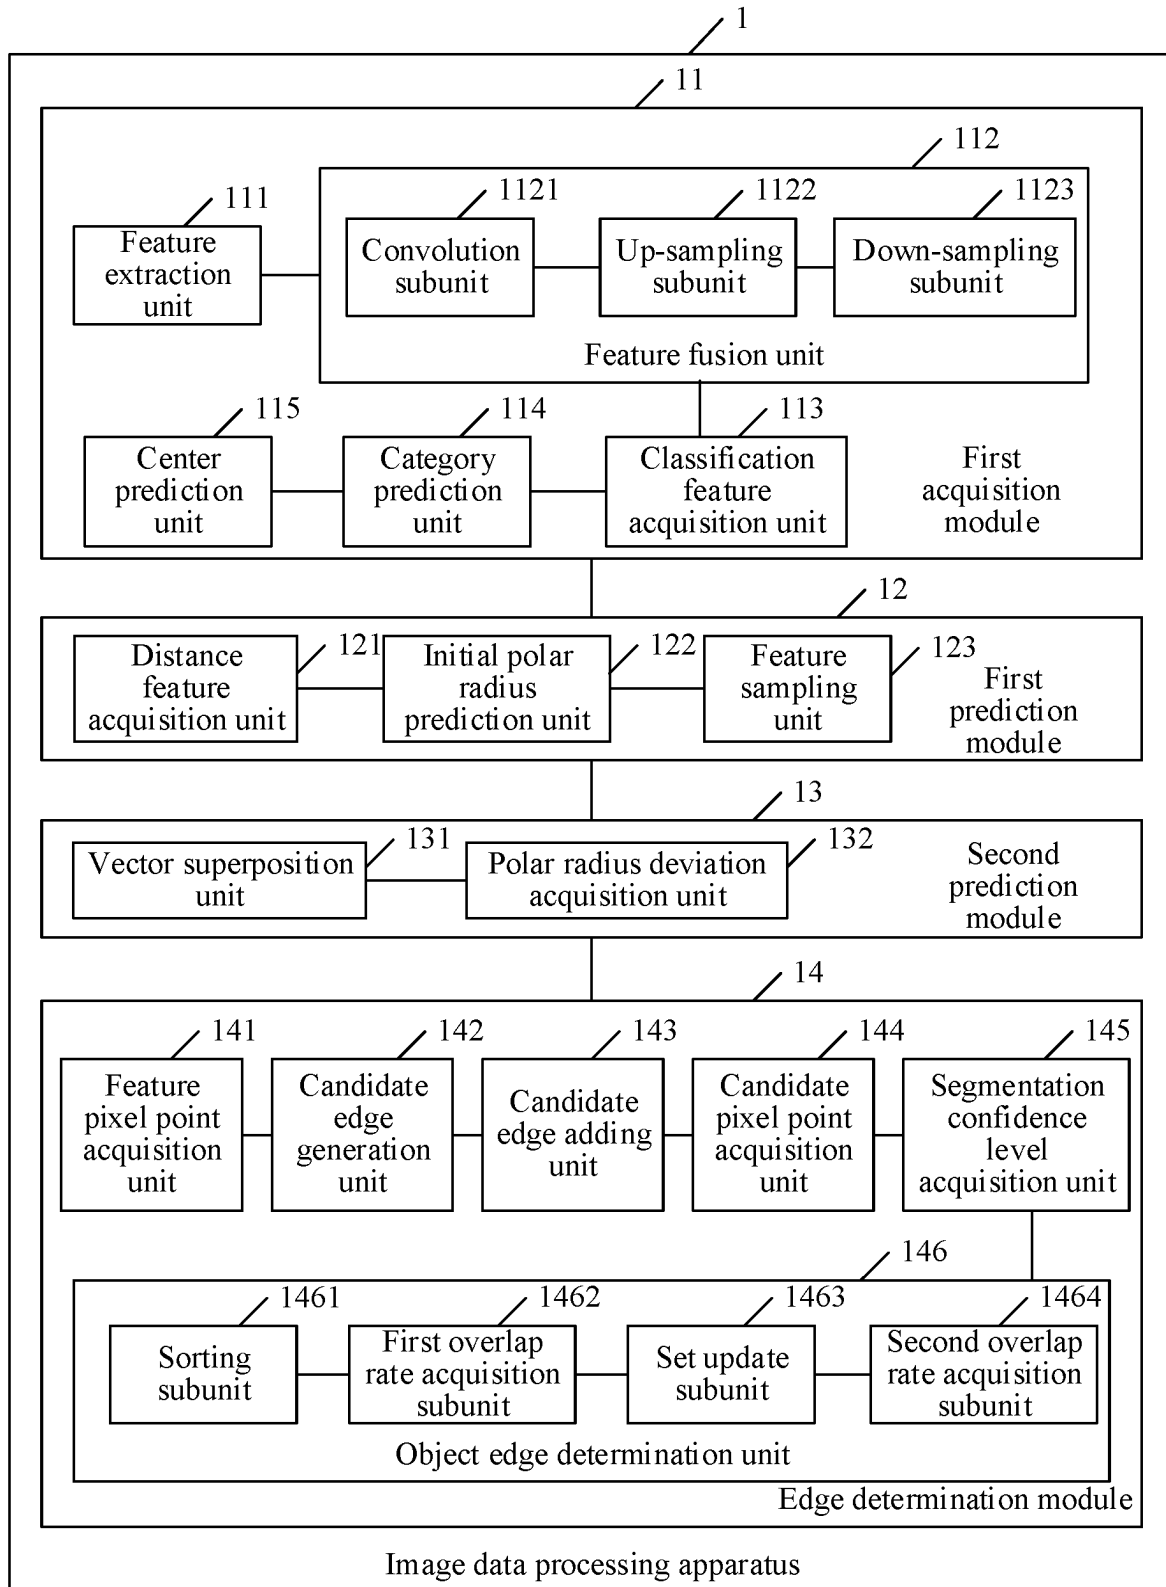 1
11
112
111
1121
1122
1123
Feature
extraction
unit
Convolution
subunit
Up-sampling
subunit
Down-sampling
subunit
Feature fusion unit
115
114
113
Center
prediction
unit
Category
prediction
unit
Classification
feature
acquisition unit
First
acquisition
module
12
Distance
feature
acquisition unit
121
Initial polar
radius
prediction unit
122
Feature
sampling
unit
123
First
prediction
module
13
Vector superposition
unit
131
Polar radius deviation
acquisition unit
132
Second
prediction
module
14
141
142
143
144
145
Feature
pixel point
acquisition
unit
Candidate
edge
generation
unit
Candidate
edge adding
unit
Candidate
pixel point
acquisition
unit
Segmentation
confidence
level
acquisition unit
146
1461
1462
1463
1464
Sorting
subunit
First overlap
rate acquisition
subunit
Set update
subunit
Second overlap
rate acquisition
subunit
Object edge determination unit
Edge determination module
Image data processing apparatus